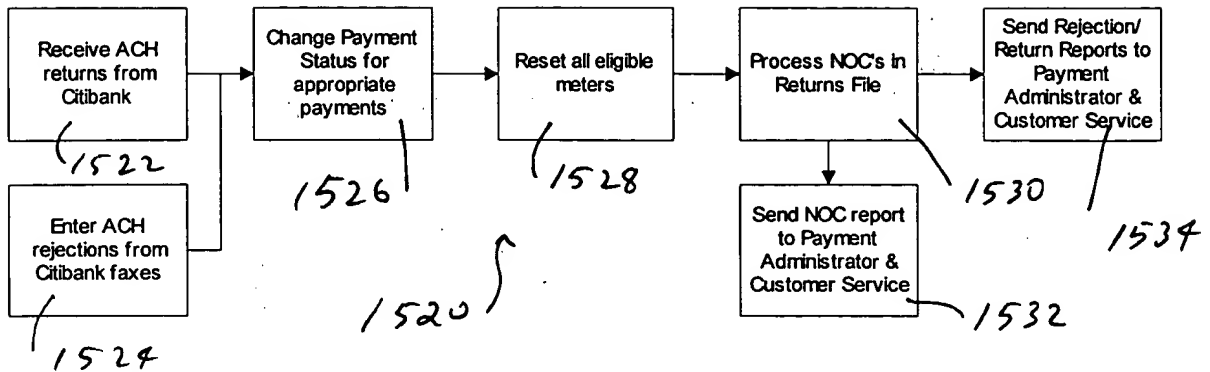 Receive ACH
returns from
Citibank
1522
Enter ACH
rejections from
Citibank faxes
1524
Change Payment
Status for
appropriate
payments
1526
Reset all eligible
meters
1528
1520
Process NOC's in
Returns File
1530
Send NOC report
to Payment
Administrator &
Customer Service
1532
Send Rejection/
Return Reports to
Payment
Administrator &
Customer Service
1534